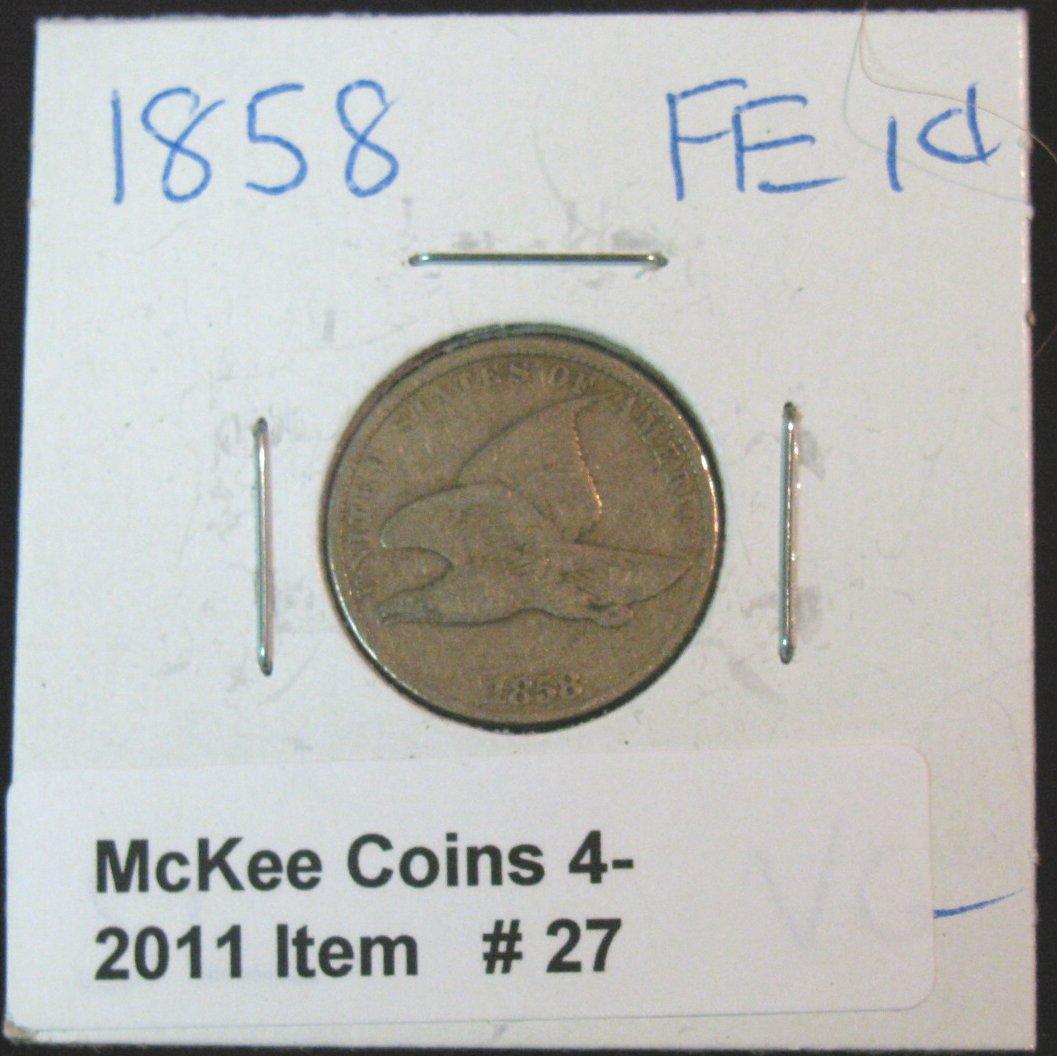 1858 FE 1¢
STATES OF AMERICA
UNITED
1858
McKee Coins 4-
2011 Item # 27